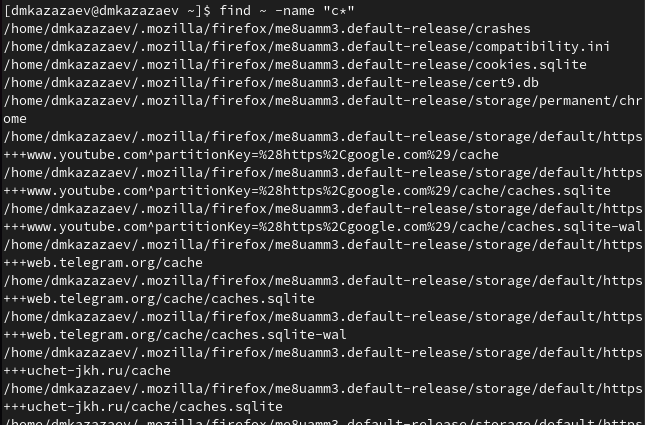 [dmkazazaev@dmkazazaev ~]$ find ~ -name "c*"
/home/dmkazazaev/.mozilla/firefox/me8uamm3.default-release/crashes
/home/dmkazazaev/.mozilla/firefox/me8uamm3.default-release/compatibility.ini
/home/dmkazazaev/.mozilla/firefox/me8uamm3.default-release/cookies.sqlite
/home/dmkazazaev/.mozilla/firefox/me8uamm3.default-release/cert9.db
/home/dmkazazaev/.mozilla/firefox/me8uamm3.default-release/storage/permanent/chr
ome
/home/dmkazazaev/.mozilla/firefox/me8uamm3.default-release/storage/default/https
+++www.youtube.com^partitionKey=%28https%2Cgoogle.com%29/cache
/home/dmkazazaev/.mozilla/firefox/me8uamm3.default-release/storage/default/https
+++www.youtube.com^partitionKey=%28https%2Cgoogle.com%29/cache/caches.sqlite
/home/dmkazazaev/.mozilla/firefox/me8uamm3.default-release/storage/default/https
+++www.youtube.com^partitionKey=%28https%2Cgoogle.com%29/cache/caches.sqlite-wal
/home/dmkazazaev/.mozilla/firefox/me8uamm3.default-release/storage/default/https
+++web.telegram.org/cache
/home/dmkazazaev/.mozilla/firefox/me8uamm3.default-release/storage/default/https
+++web.telegram.org/cache/caches.sqlite
/home/dmkazazaev/.mozilla/firefox/me8uamm3.default-release/storage/default/https
+++web.telegram.org/cache/caches.sqlite-wal
/home/dmkazazaev/.mozilla/firefox/me8uamm3.default-release/storage/default/https
+++uchet-jkh.ru/cache
/home/dmkazazaev/.mozilla/firefox/me8uamm3.default-release/storage/default/https
+++uchet-jkh.ru/cache/caches.sqlite